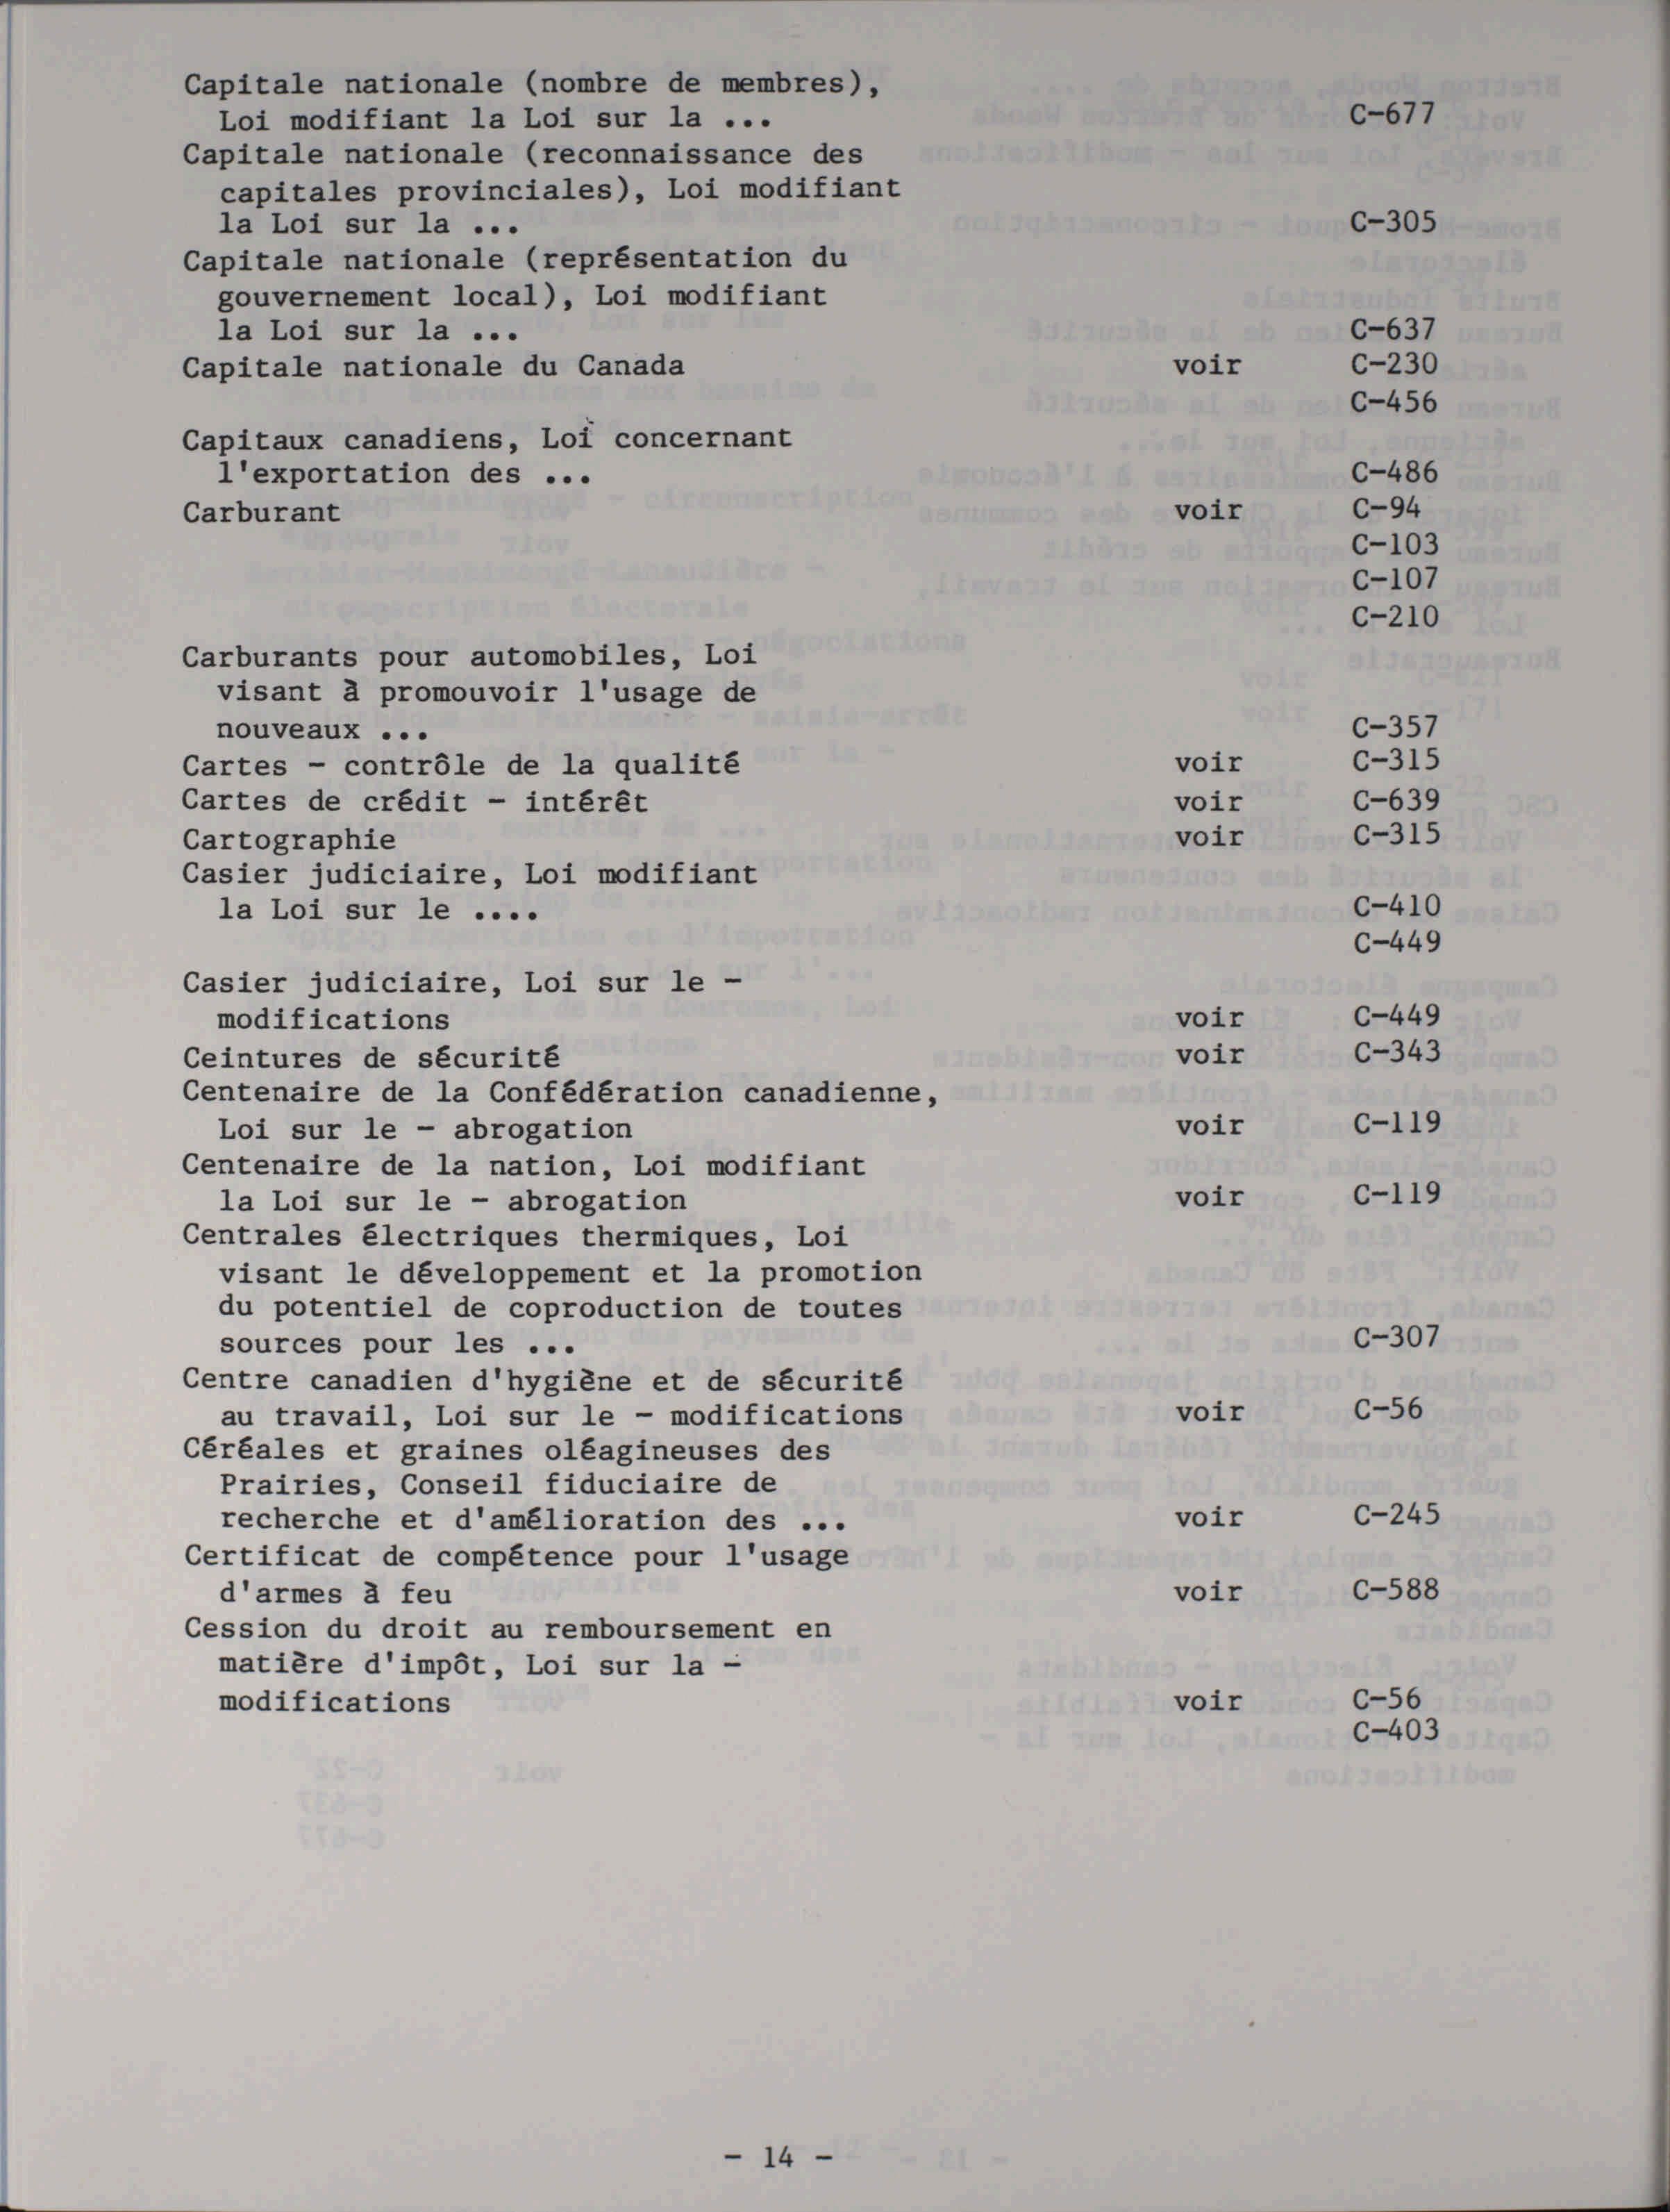 Capitale nationale (nombre de membres),
Loi modifiant la Loi sur la ... C-677
Capitale nationale (reconnaissance des
capitales provinciales), Loi modifiant
la Loi sur la ... C-305
Capitale nationale (représentation du
gouvernement local), Loi modifiant
la Loi sur la ... C-637
Capitale nationale du Canada voir C-230
C-456
Capitaux canadiens, Loi concernant
l'exportation des ... C-486
Carburant voir C-94
C-103
C-107
C-210
Carburants pour automobiles, Loi
visant à promouvoir l'usage de
nouveaux ... C-357
Cartes - contrôle de la qualité voir C-315
Cartes de crédit - intérêt voir C-639
Cartographie voir C-315
Casier judiciaire, Loi modifiant
la Loi sur le .... C-410
C-449
Casier judiciaire, Loi sur le -
modifications voir C-449
Ceintures de sécurité voir C-343
Centenaire de la Confédération canadienne,
Loi sur le - abrogation voir C-119
Centenaire de la nation, Loi modifiant
la Loi sur le - abrogation voir C-119
Centrales électriques thermiques, Loi
visant le développement et la promotion
du potentiel de coproduction de toutes
sources pour les ... C-307
Centre canadien d'hygiène et de sécurité
au travail, Loi sur le - modifications voir C-56
Céréales et graines oléagineuses des
Prairies, Conseil fiduciaire de
recherche et d'amélioration des ... voir C-245
Certificat de compétence pour l'usage
d'armes à feu voir C-588
Cession du droit au remboursement en
matière d'impôt, Loi sur la -
modifications voir C-56
C-403
- 14 -